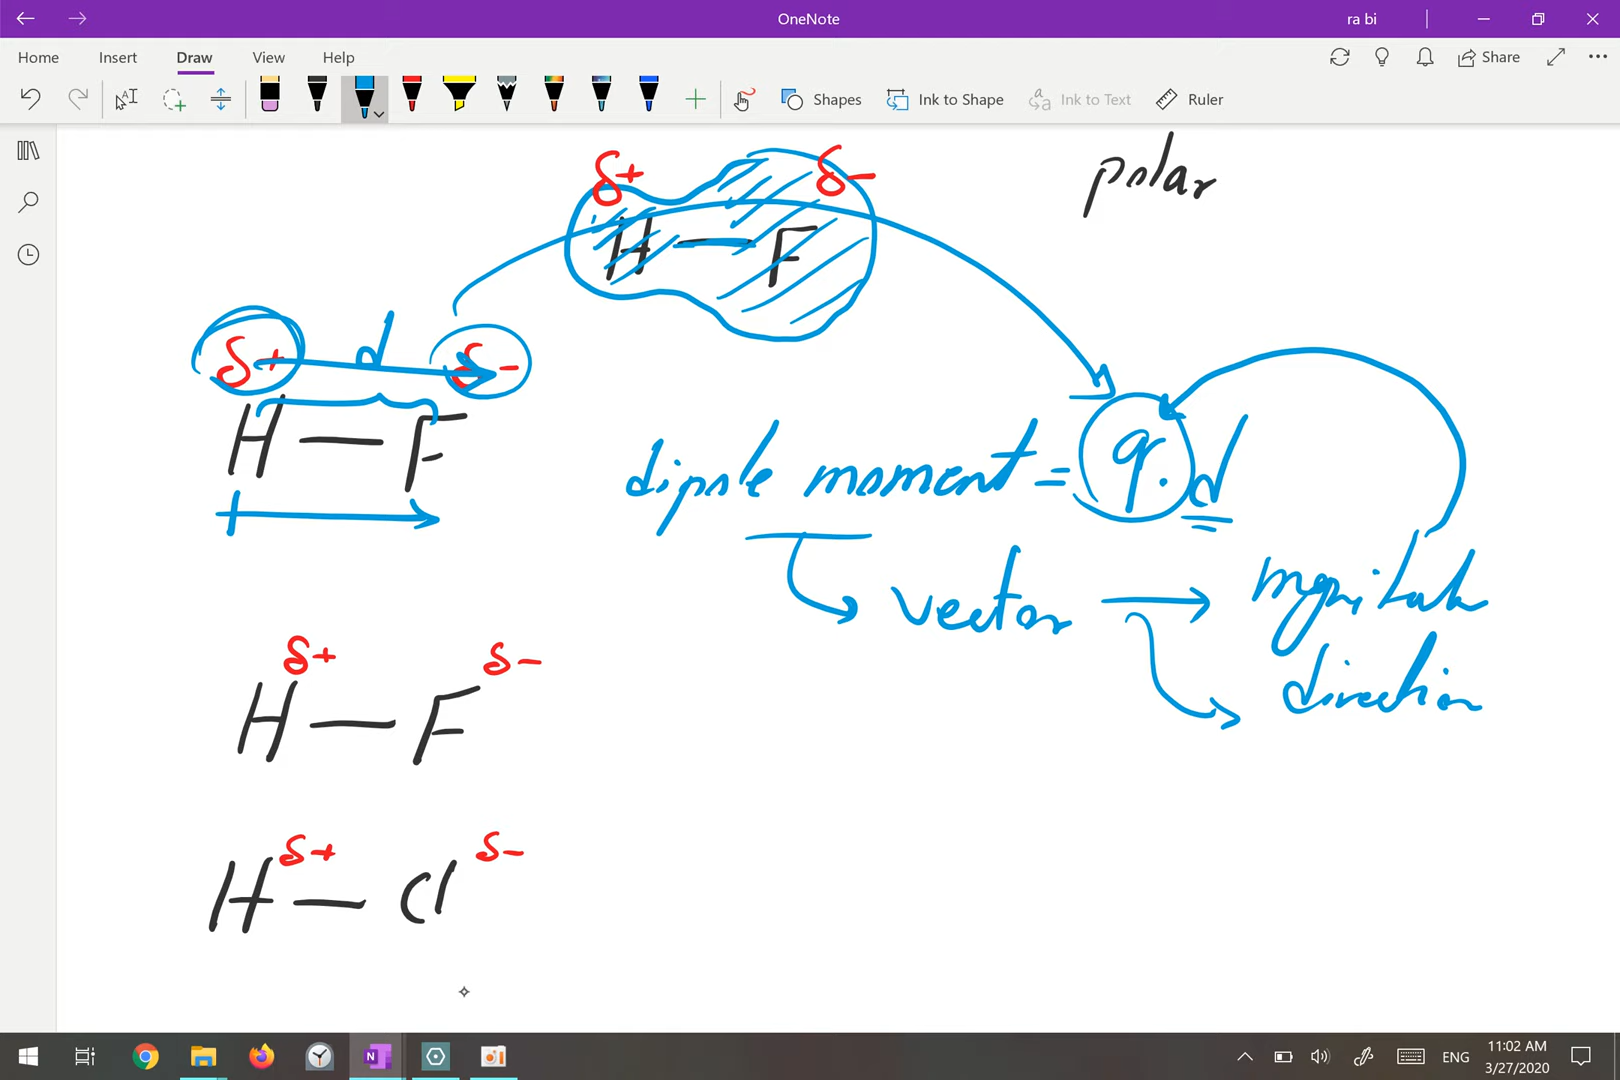 OneNote
ra bi
Home Insert Draw View Help
Share
Shapes Ink to Shape Ink to Text Ruler
polar
δ+ δ−
H — F
δ+ d δ−
H — F
dipole moment = q . d
vector
direction
δ+ δ−
H — F
δ+ δ−
H — Cl
ENG
11:02 AM
3/27/2020